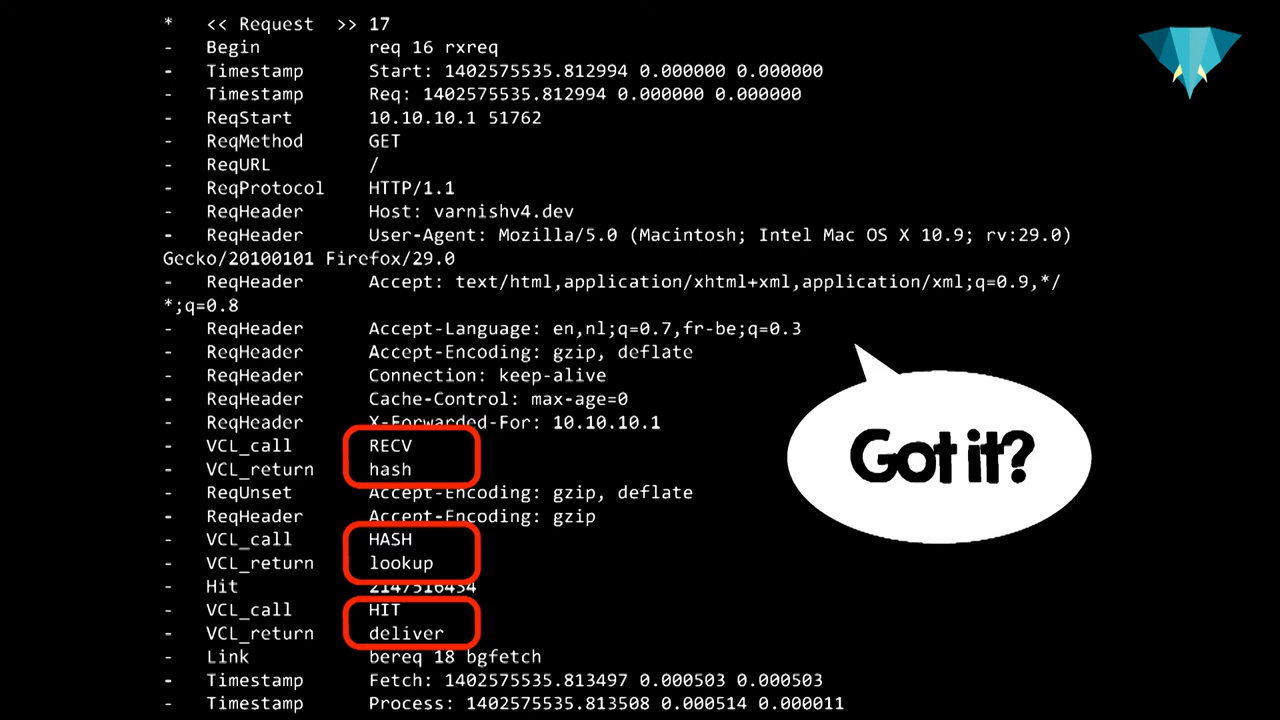 * << Request >> 17
- Begin req 16 rxreq
- Timestamp Start: 1402575535.812994 0.000000 0.000000
- Timestamp Req: 1402575535.812994 0.000000 0.000000
- ReqStart 10.10.10.1 51762
- ReqMethod GET
- ReqURL /
- ReqProtocol HTTP/1.1
- ReqHeader Host: varnishv4.dev
- ReqHeader User-Agent: Mozilla/5.0 (Macintosh; Intel Mac OS X 10.9; rv:29.0)
Gecko/20100101 Firefox/29.0
- ReqHeader Accept: text/html,application/xhtml+xml,application/xml;q=0.9,*/
*;q=0.8
- ReqHeader Accept-Language: en,nl;q=0.7,fr-be;q=0.3
- ReqHeader Accept-Encoding: gzip, deflate
- ReqHeader Connection: keep-alive
- ReqHeader Cache-Control: max-age=0
- ReqHeader X-Forwarded-For: 10.10.10.1
- VCL_call RECV
- VCL_return hash
- ReqUnset Accept-Encoding: gzip, deflate
- ReqHeader Accept-Encoding: gzip
- VCL_call HASH
- VCL_return lookup
- Hit 2147516434
- VCL_call HIT
- VCL_return deliver
- Link bereq 18 bgfetch
- Timestamp Fetch: 1402575535.813497 0.000503 0.000503
- Timestamp Process: 1402575535.813508 0.000514 0.000011
Got it?